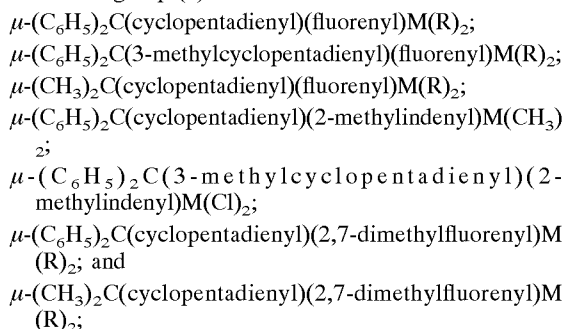 μ-(C₆H₅)₂C(cyclopentadienyl)(fluorenyl)M(R)₂;
μ-(C₆H₅)₂C(3-methylcyclopentadienyl)(fluorenyl)M(R)₂;
μ-(CH₃)₂C(cyclopentadienyl)(fluorenyl)M(R)₂;
μ-(C₆H₅)₂C(cyclopentadienyl)(2-methylindenyl)M(CH₃)
₂;
μ-(C₆H₅)₂C(3-methylcyclopentadienyl)(2-
methylindenyl)M(Cl)₂;
μ-(C₆H₅)₂C(cyclopentadienyl)(2,7-dimethylfluorenyl)M
(R)₂; and
μ-(CH₃)₂C(cyclopentadienyl)(2,7-dimethylfluorenyl)M
(R)₂;